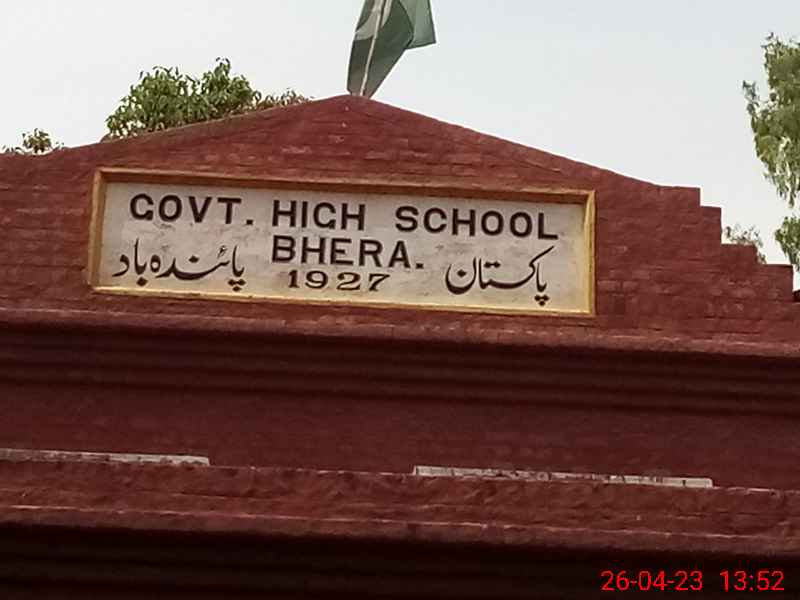 GOVT. HIGH SCHOOL
BHERA.
1927
پاکستان پائندہ باد
26-04-23 13:52